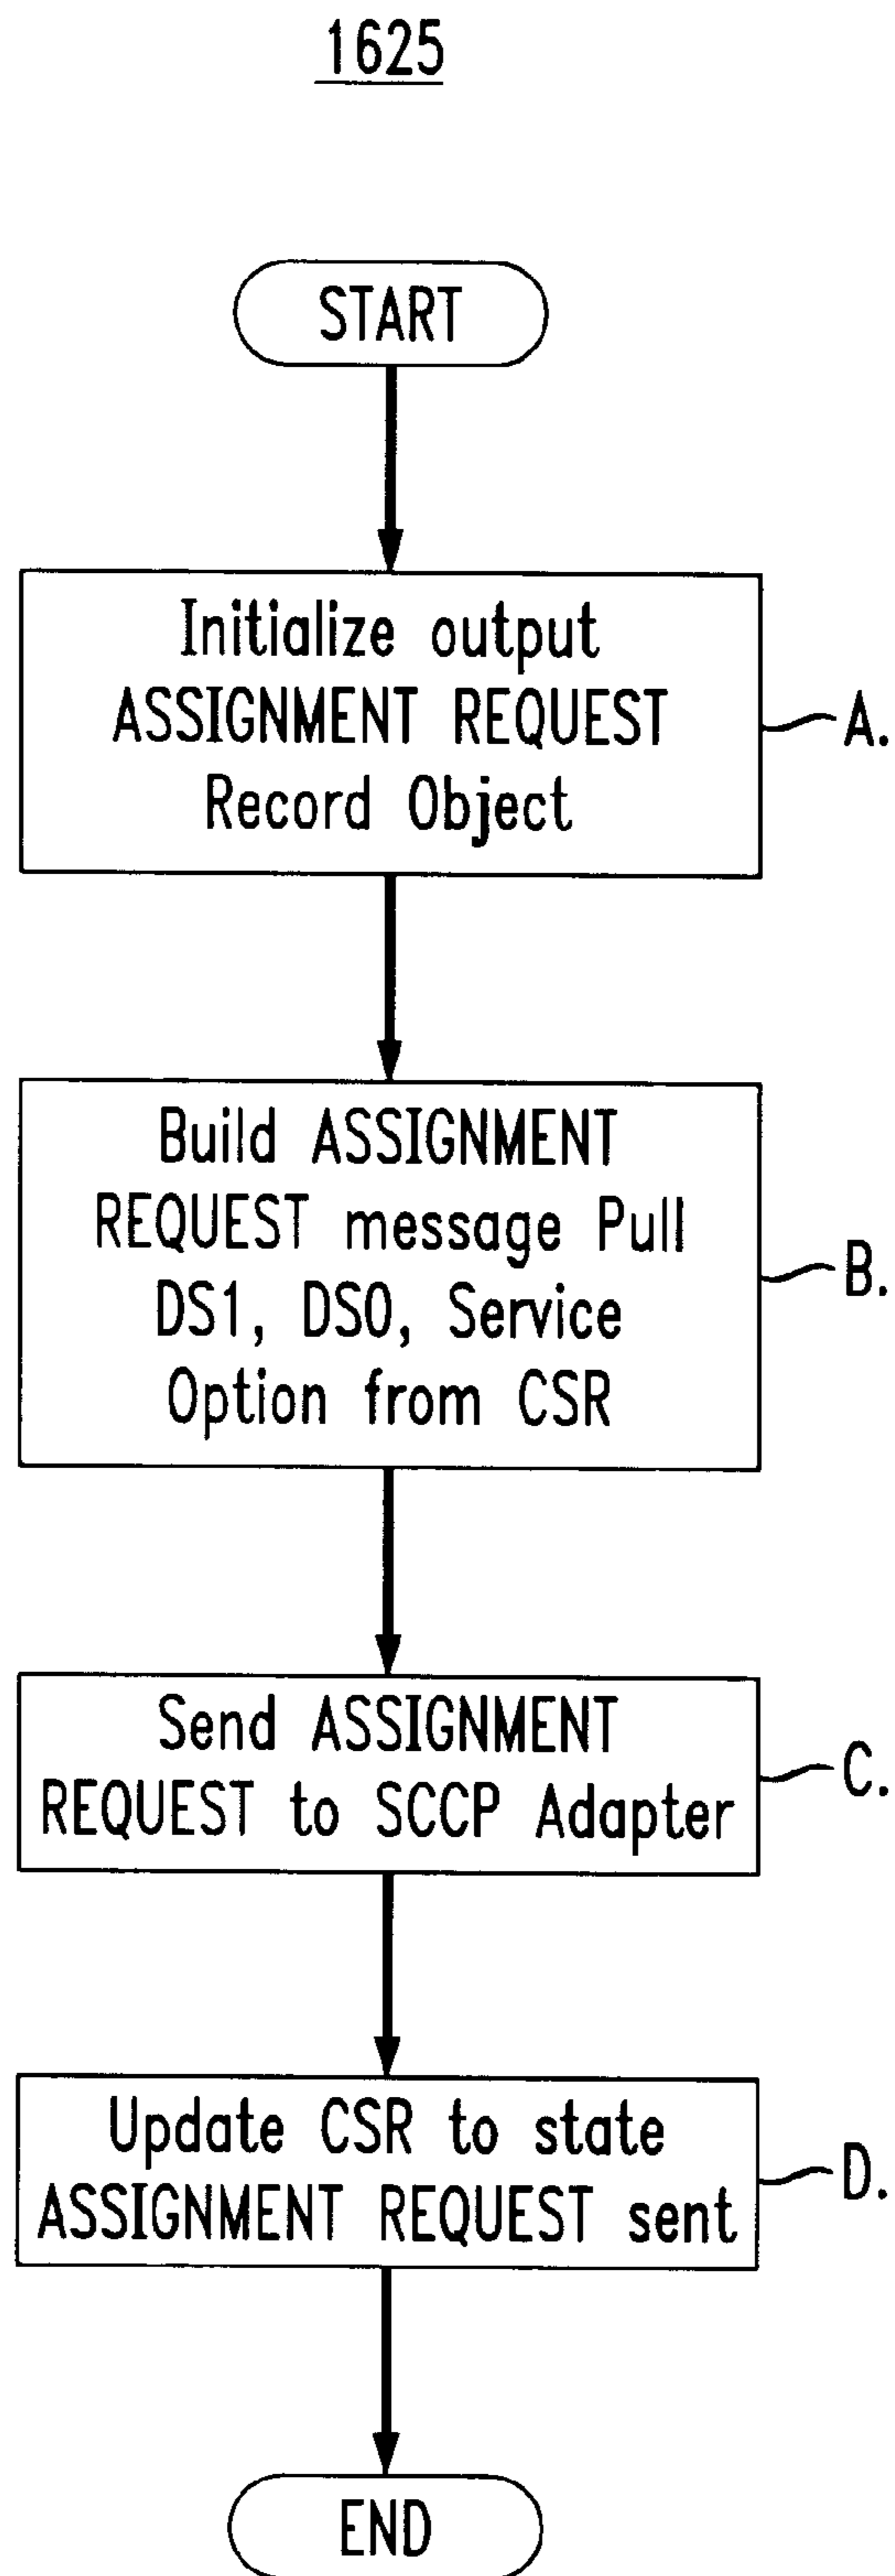 1625
START
Initialize output
ASSIGNMENT REQUEST
Record Object
A.
Build ASSIGNMENT
REQUEST message Pull
DS1, DS0, Service
Option from CSR
B.
Send ASSIGNMENT
REQUEST to SCCP Adapter
C.
Update CSR to state
ASSIGNMENT REQUEST sent
D.
END